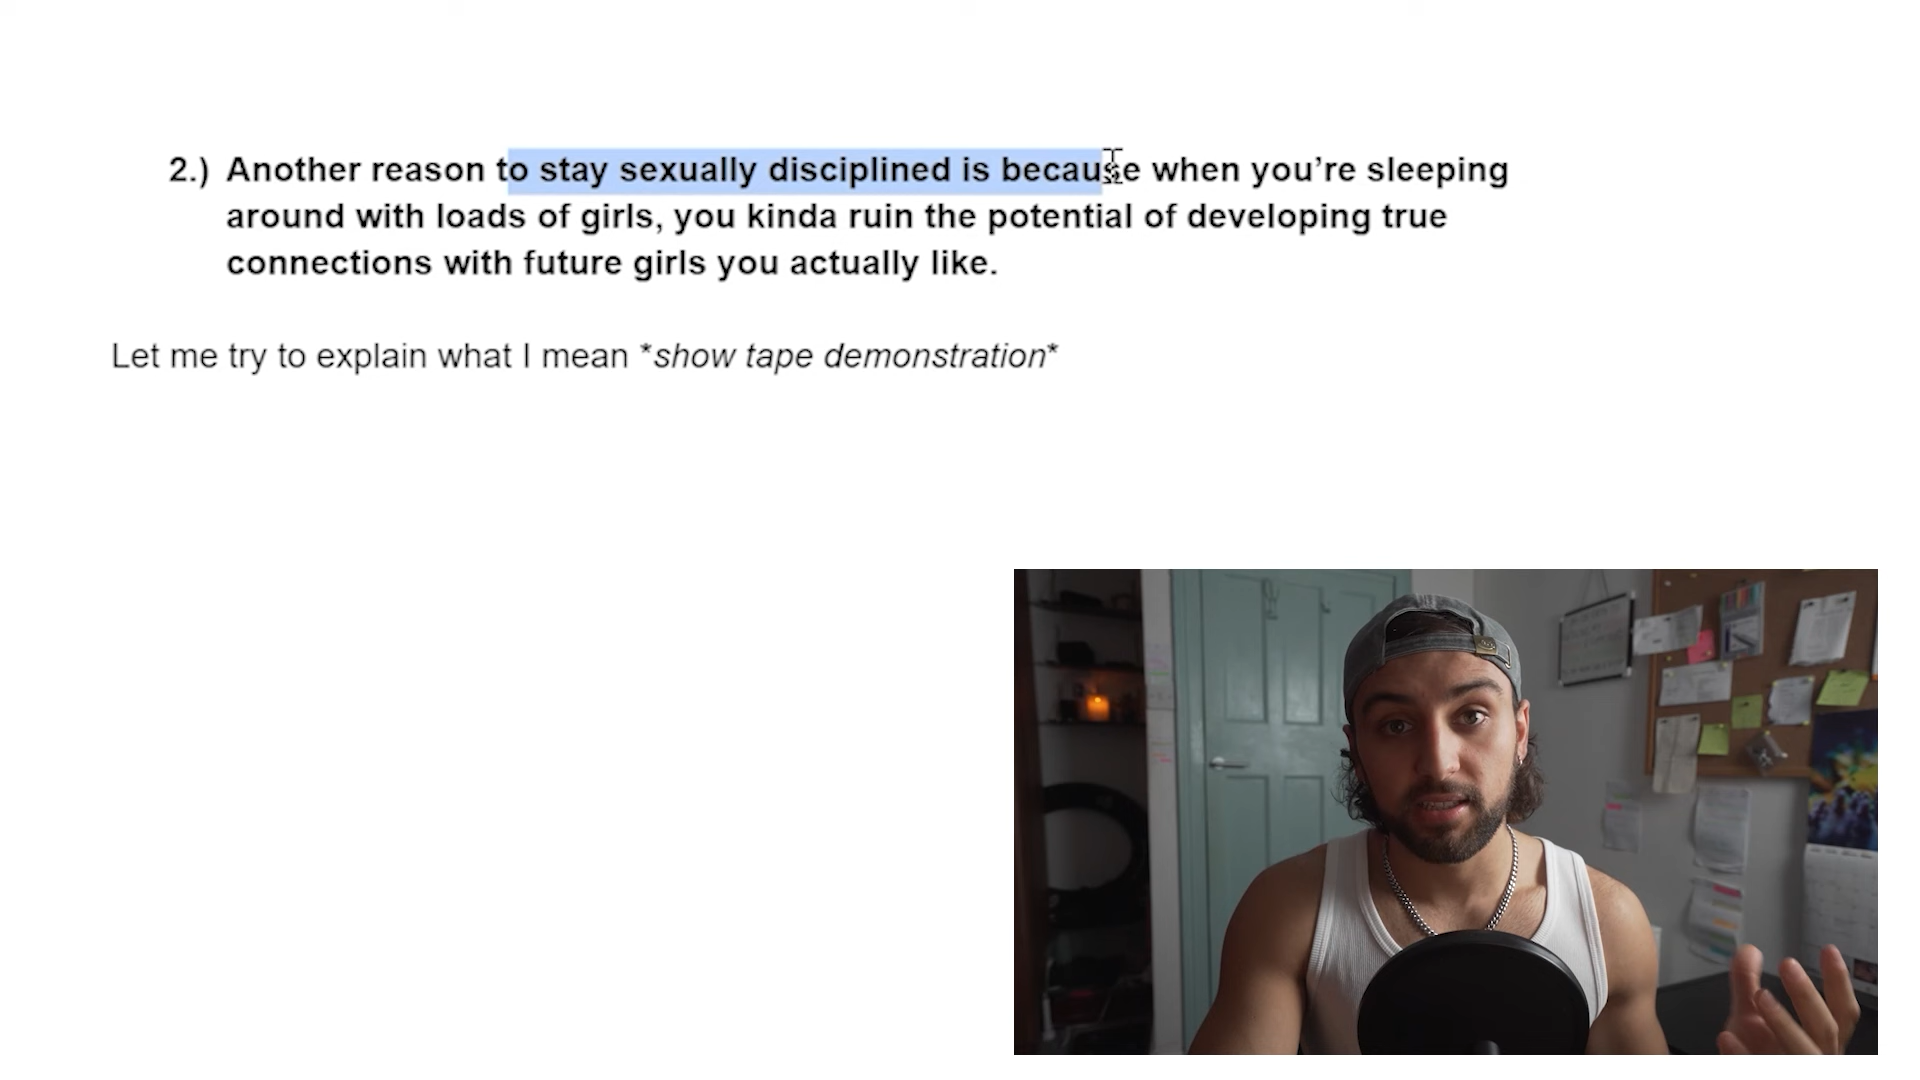 2.) Another reason to stay sexually disciplined is because when you’re sleeping
around with loads of girls, you kinda ruin the potential of developing true
connections with future girls you actually like.
Let me try to explain what I mean *show tape demonstration*